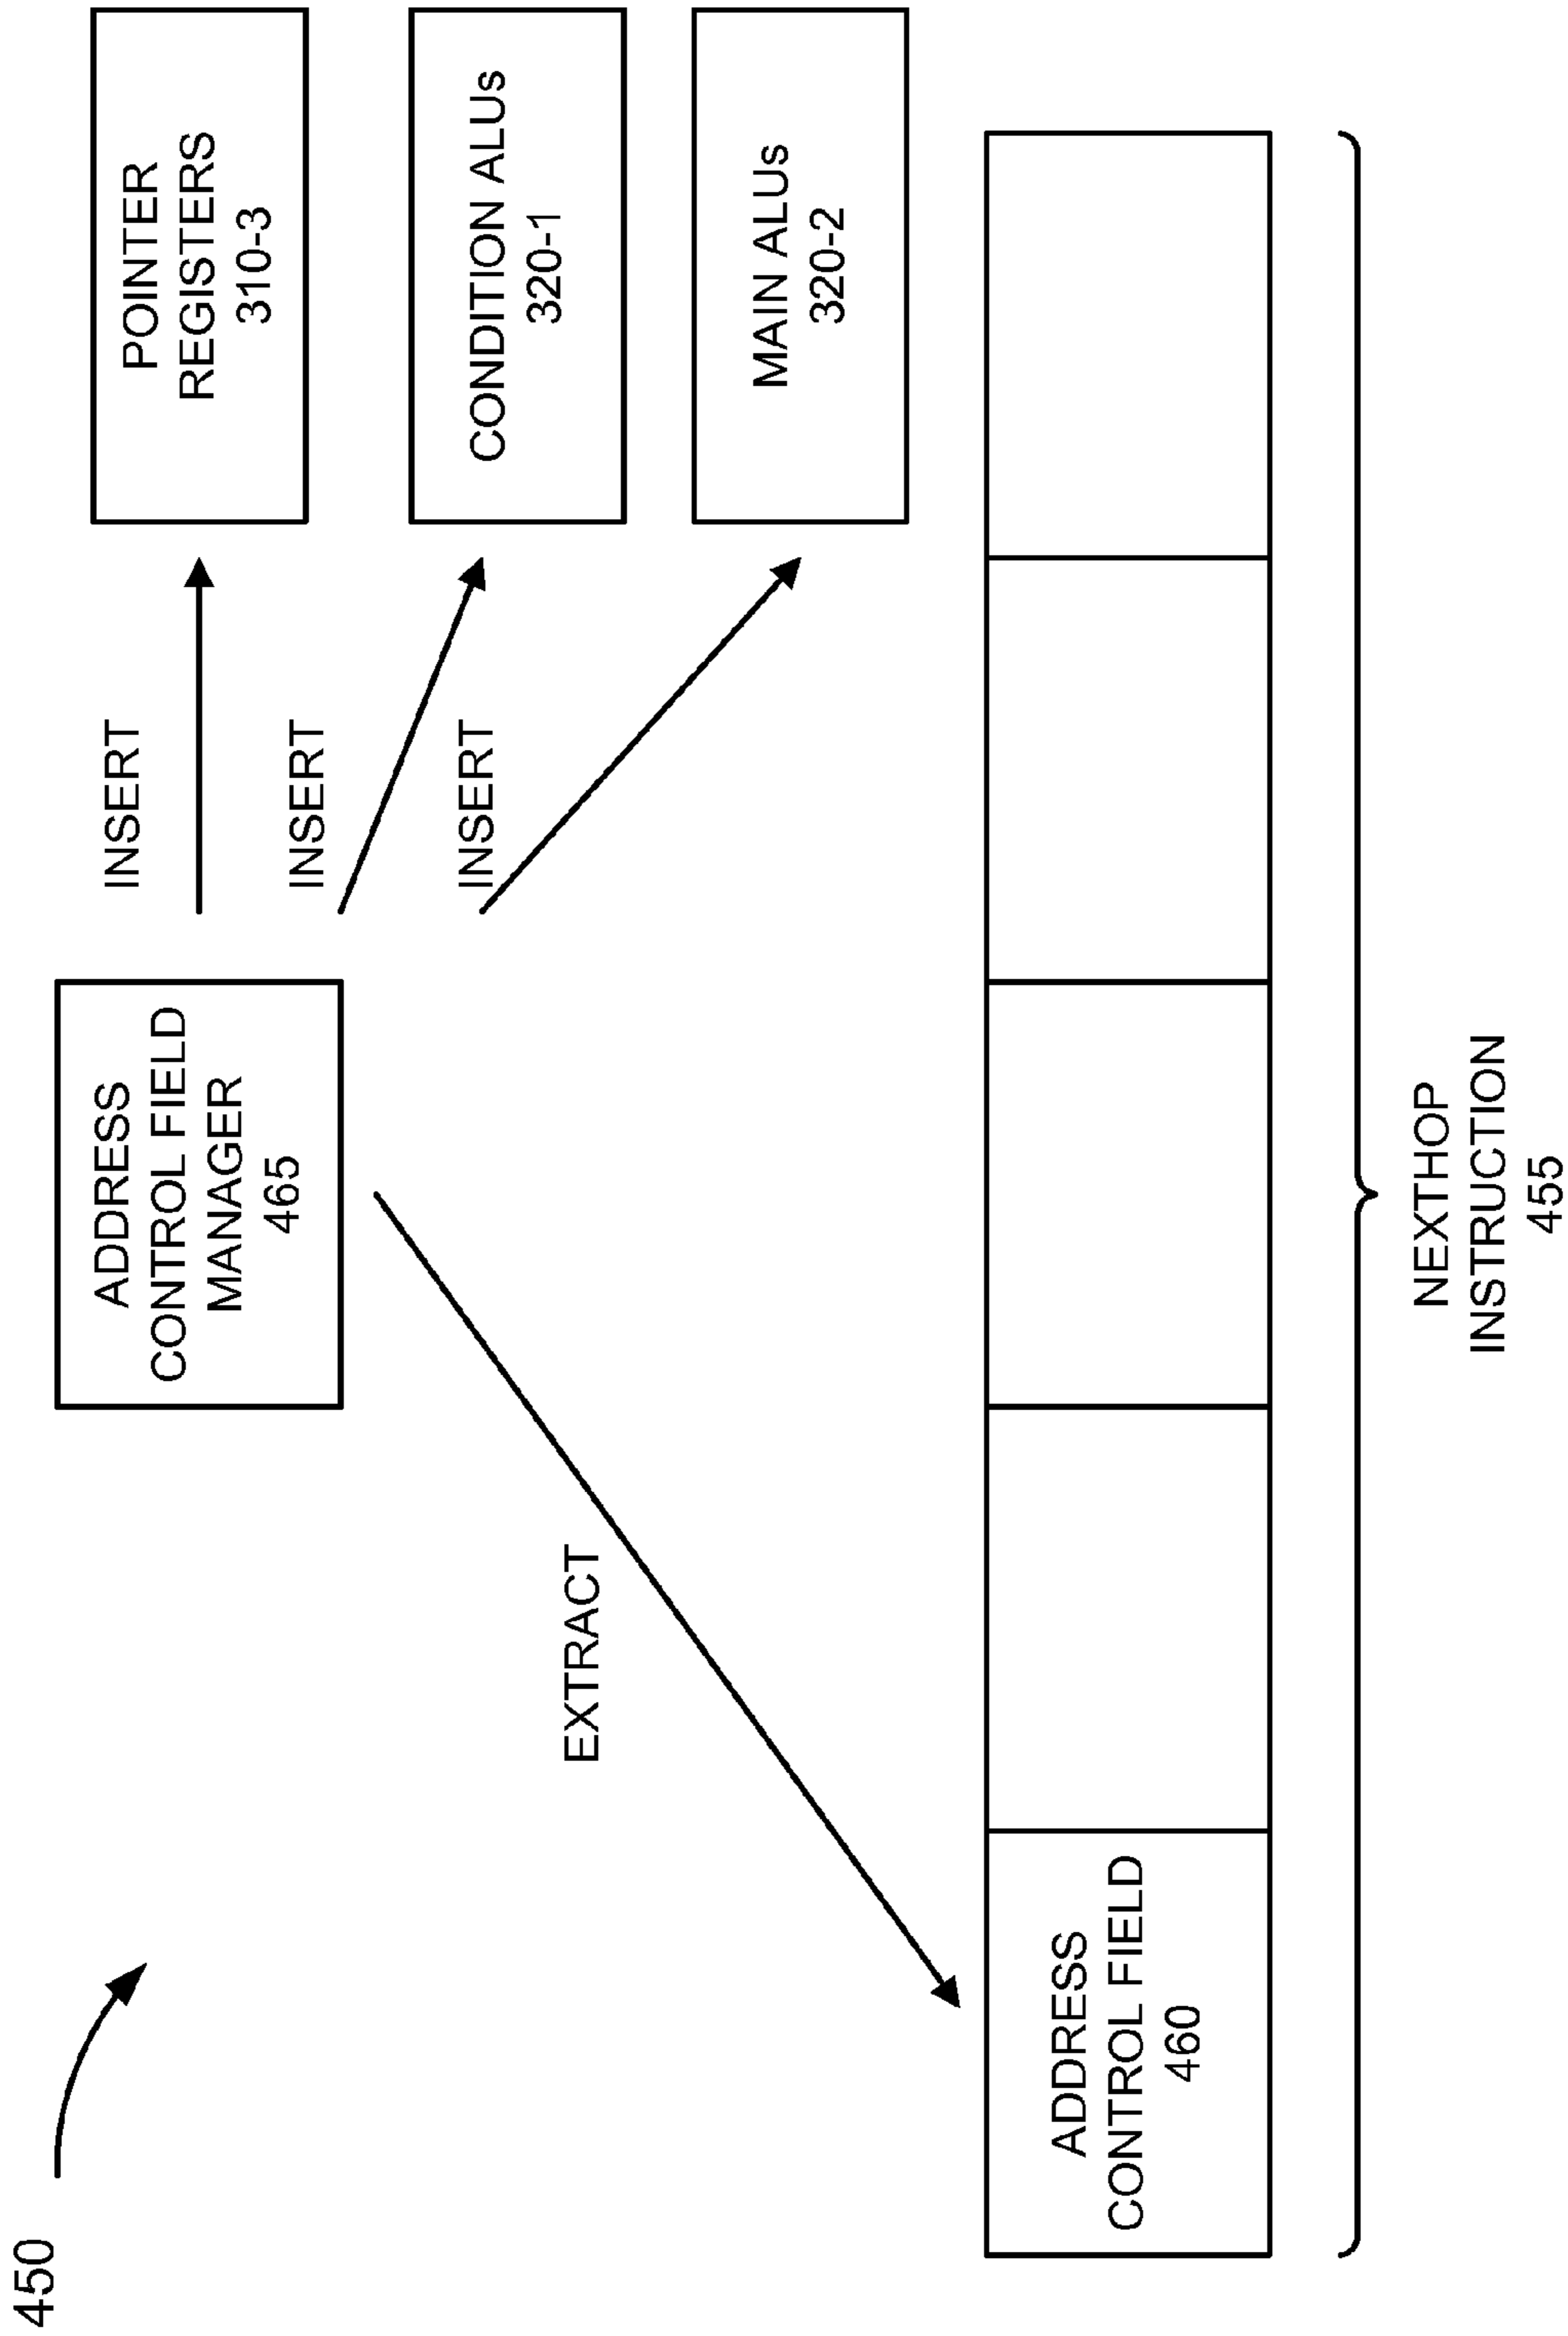 450
ADDRESS
CONTROL FIELD
MANAGER
465
INSERT
INSERT
INSERT
POINTER
REGISTERS
310-3
CONDITION ALUs
320-1
MAIN ALUs
320-2
EXTRACT
ADDRESS
CONTROL FIELD
460
NEXTHOP
INSTRUCTION
455